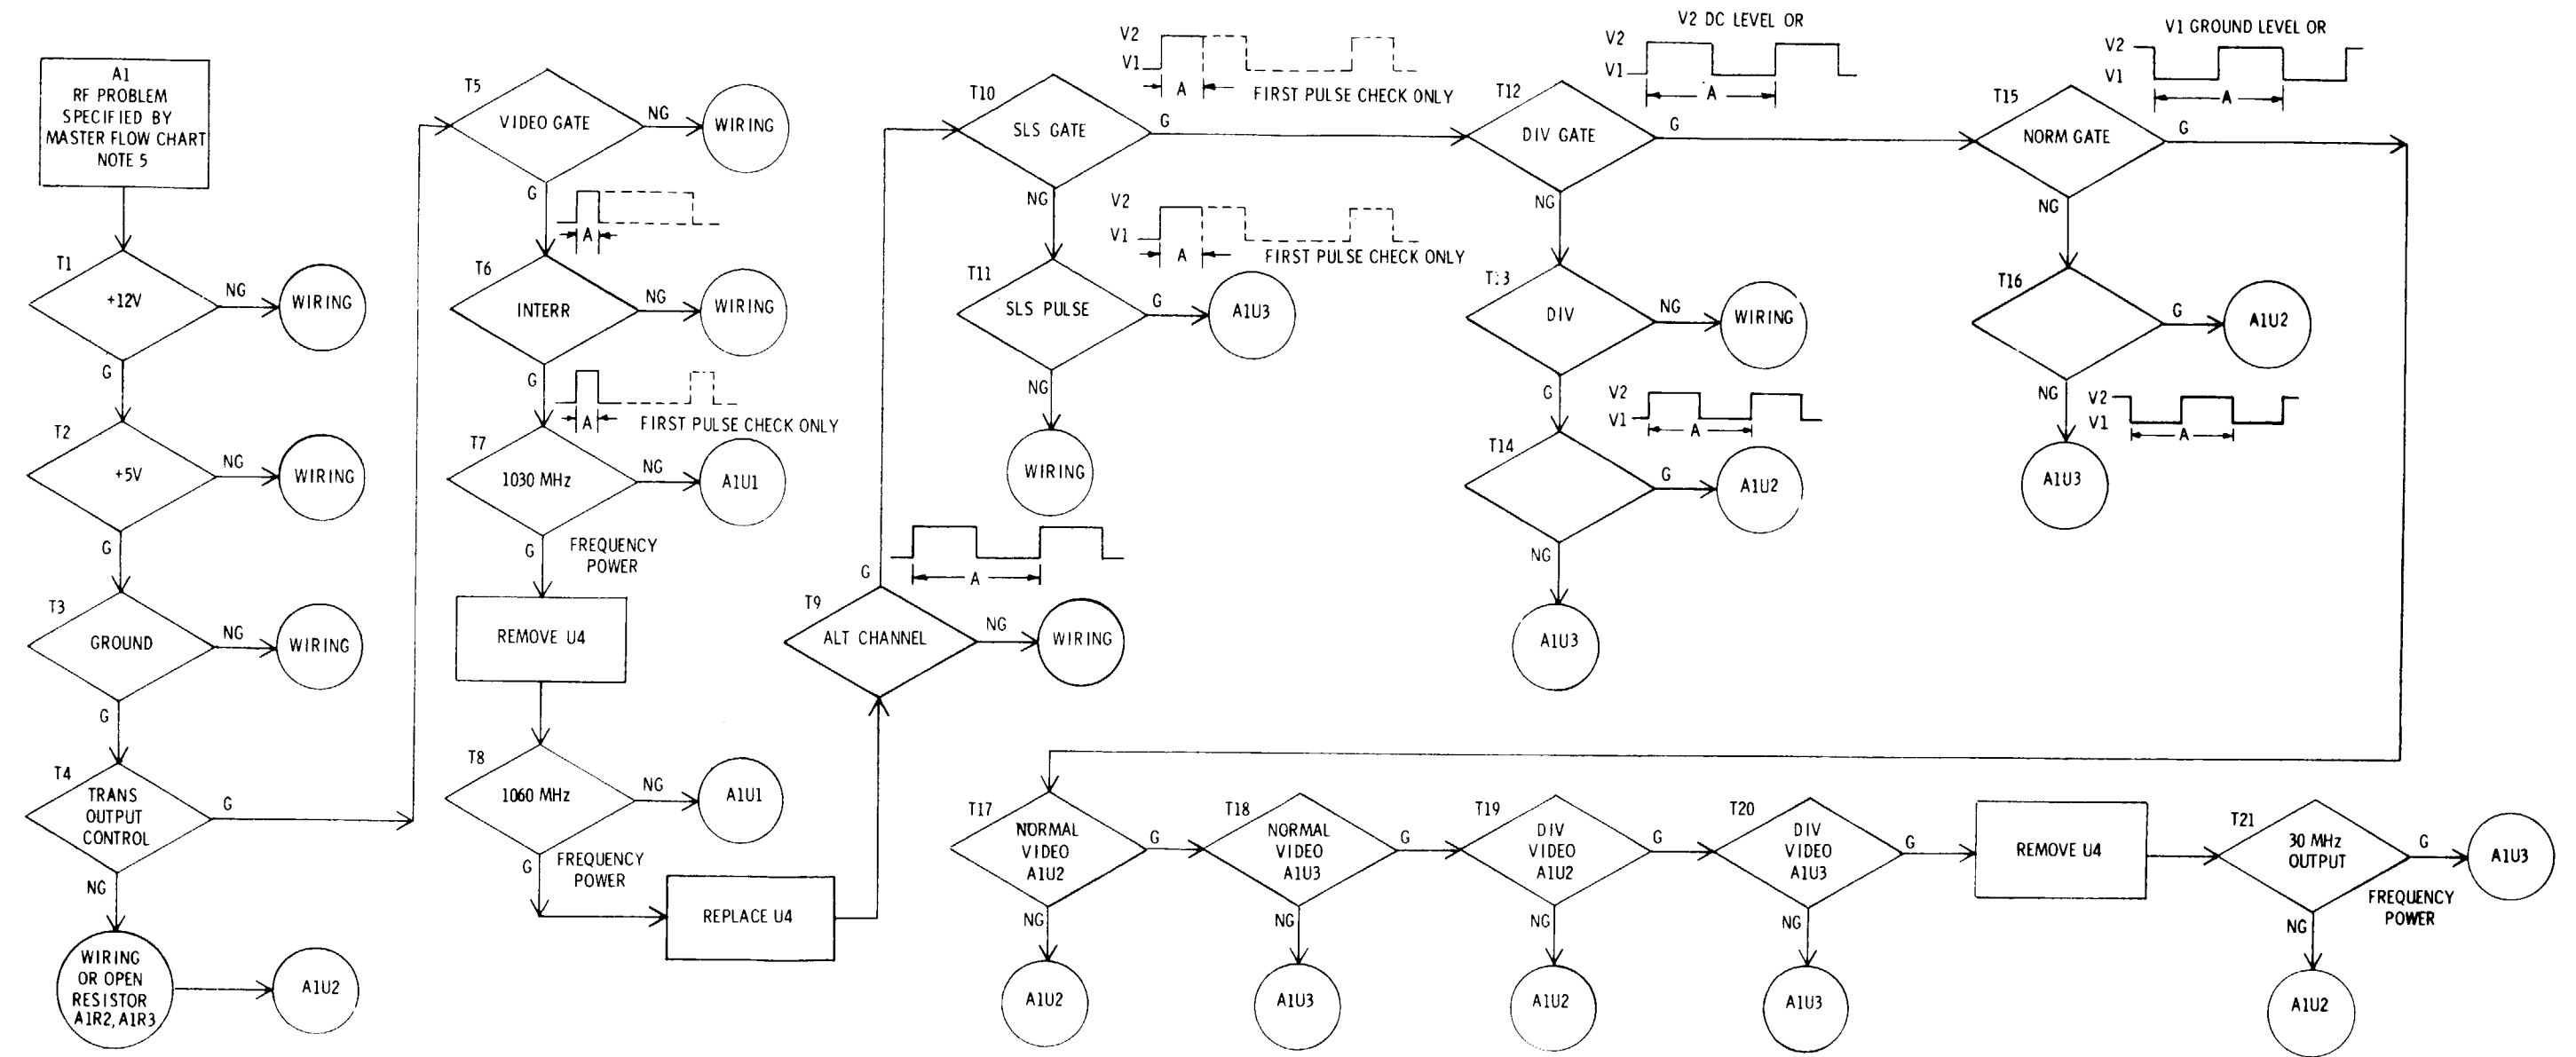 A1
RF PROBLEM
SPECIFIED BY
MASTER FLOW CHART
NOTE 5
T1
+12V
NG
WIRING
G
T2
+5V
NG
WIRING
G
T3
GROUND
NG
WIRING
G
T4
TRANS
OUTPUT
CONTROL
G
NG
WIRING
OR OPEN
RESISTOR
A1R2, A1R3
A1U2
T5
VIDEO GATE
NG
WIRING
G
A
T6
INTERR
NG
WIRING
G
A
FIRST PULSE CHECK ONLY
T7
1030 MHz
NG
A1U1
G
FREQUENCY
POWER
REMOVE U4
T8
1060 MHz
NG
A1U1
G
FREQUENCY
POWER
REPLACE U4
T9
ALT CHANNEL
NG
WIRING
G
A
V2
V1
A
FIRST PULSE CHECK ONLY
T10
SLS GATE
G
NG
V2
V1
A
FIRST PULSE CHECK ONLY
T11
SLS PULSE
G
A1U3
NG
WIRING
V2 DC LEVEL OR
V2
V1
A
T12
DIV GATE
G
NG
T13
DIV
NG
WIRING
G
V2
V1
A
T14
G
A1U2
NG
A1U3
V1 GROUND LEVEL OR
V2
V1
A
T15
NORM GATE
G
NG
T16
G
A1U2
NG
V2
V1
A
A1U3
T17
NORMAL
VIDEO
A1U2
G
NG
A1U2
T18
NORMAL
VIDEO
A1U3
G
NG
A1U3
T19
DIV
VIDEO
A1U2
G
NG
A1U2
T20
DIV
VIDEO
A1U3
G
NG
A1U3
REMOVE U4
T21
30 MHz
OUTPUT
G
A1U3
FREQUENCY
POWER
NG
A1U2